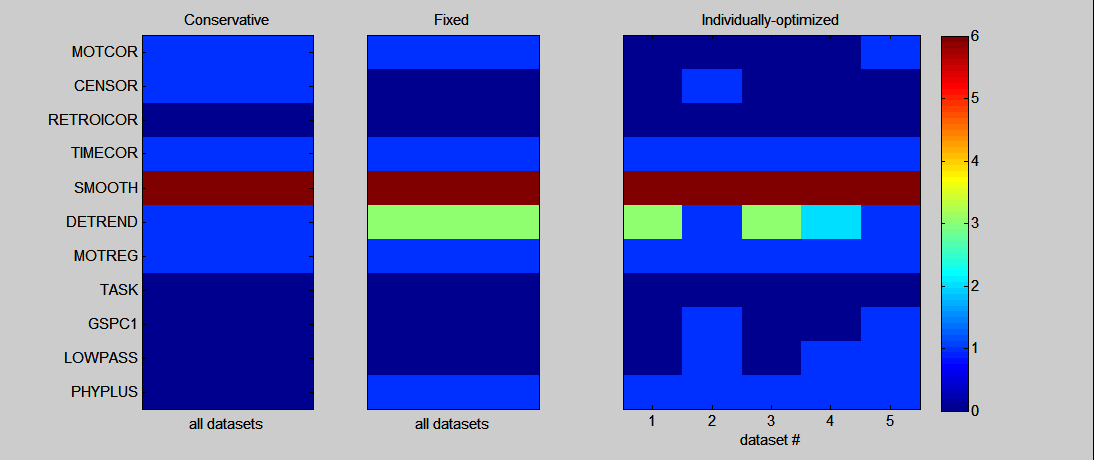 Conservative
Fixed
Individually-optimized
MOTCOR
CENSOR
RETROICOR
TIMECOR
SMOOTH
DETREND
MOTREG
TASK
GSPC1
LOWPASS
PHYPLUS
all datasets
all datasets
1 2 3 4 5
dataset #
6
5
4
3
2
1
0